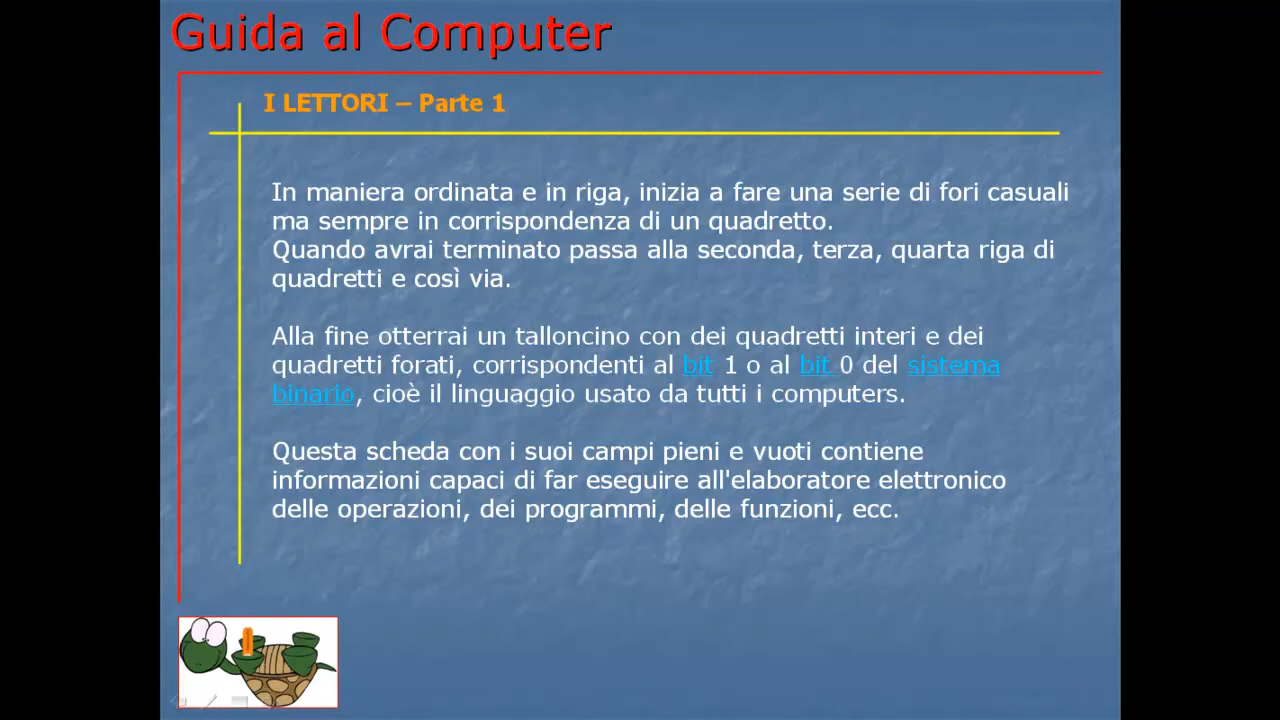 Guida al Computer
I LETTORI – Parte 1
In maniera ordinata e in riga, inizia a fare una serie di fori casuali
ma sempre in corrispondenza di un quadretto.
Quando avrai terminato passa alla seconda, terza, quarta riga di
quadretti e così via.
Alla fine otterrai un talloncino con dei quadretti interi e dei
quadretti forati, corrispondenti al bit 1 o al bit 0 del sistema
binario, cioè il linguaggio usato da tutti i computers.
Questa scheda con i suoi campi pieni e vuoti contiene
informazioni capaci di far eseguire all'elaboratore elettronico
delle operazioni, dei programmi, delle funzioni, ecc.